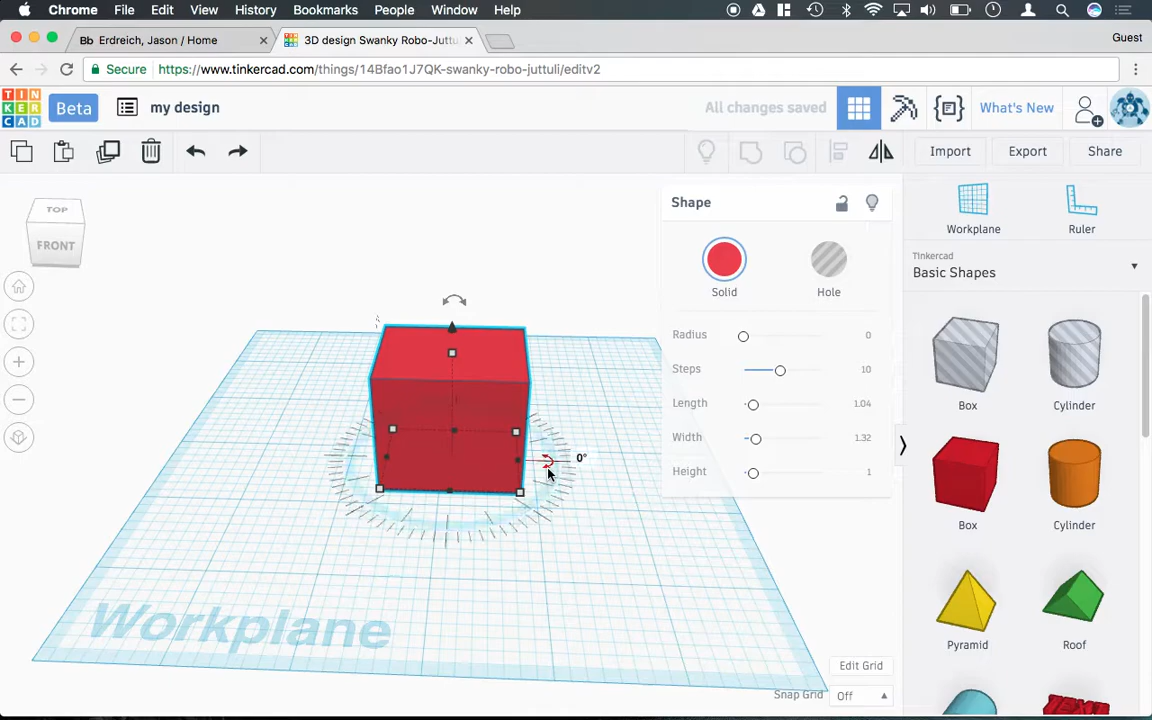 Chrome File Edit View History Bookmarks People Window Help
Bb Erdreich, Jason / Home
3D design Swanky Robo-Juttu
Guest
Secure https://www.tinkercad.com/things/14Bfao1J7QK-swanky-robo-juttuli/editv2
TIN
KER
CAD
Beta
my design
All changes saved
What's New
Import
Export
Share
TOP
FRONT
Shape
Solid
Hole
Radius 0
Steps 10
Length 1.04
Width 1.32
Height 1
0°
Workplane
Workplane
Ruler
Tinkercad
Basic Shapes
Box
Cylinder
Box
Cylinder
Pyramid
Roof
Edit Grid
Snap Grid Off